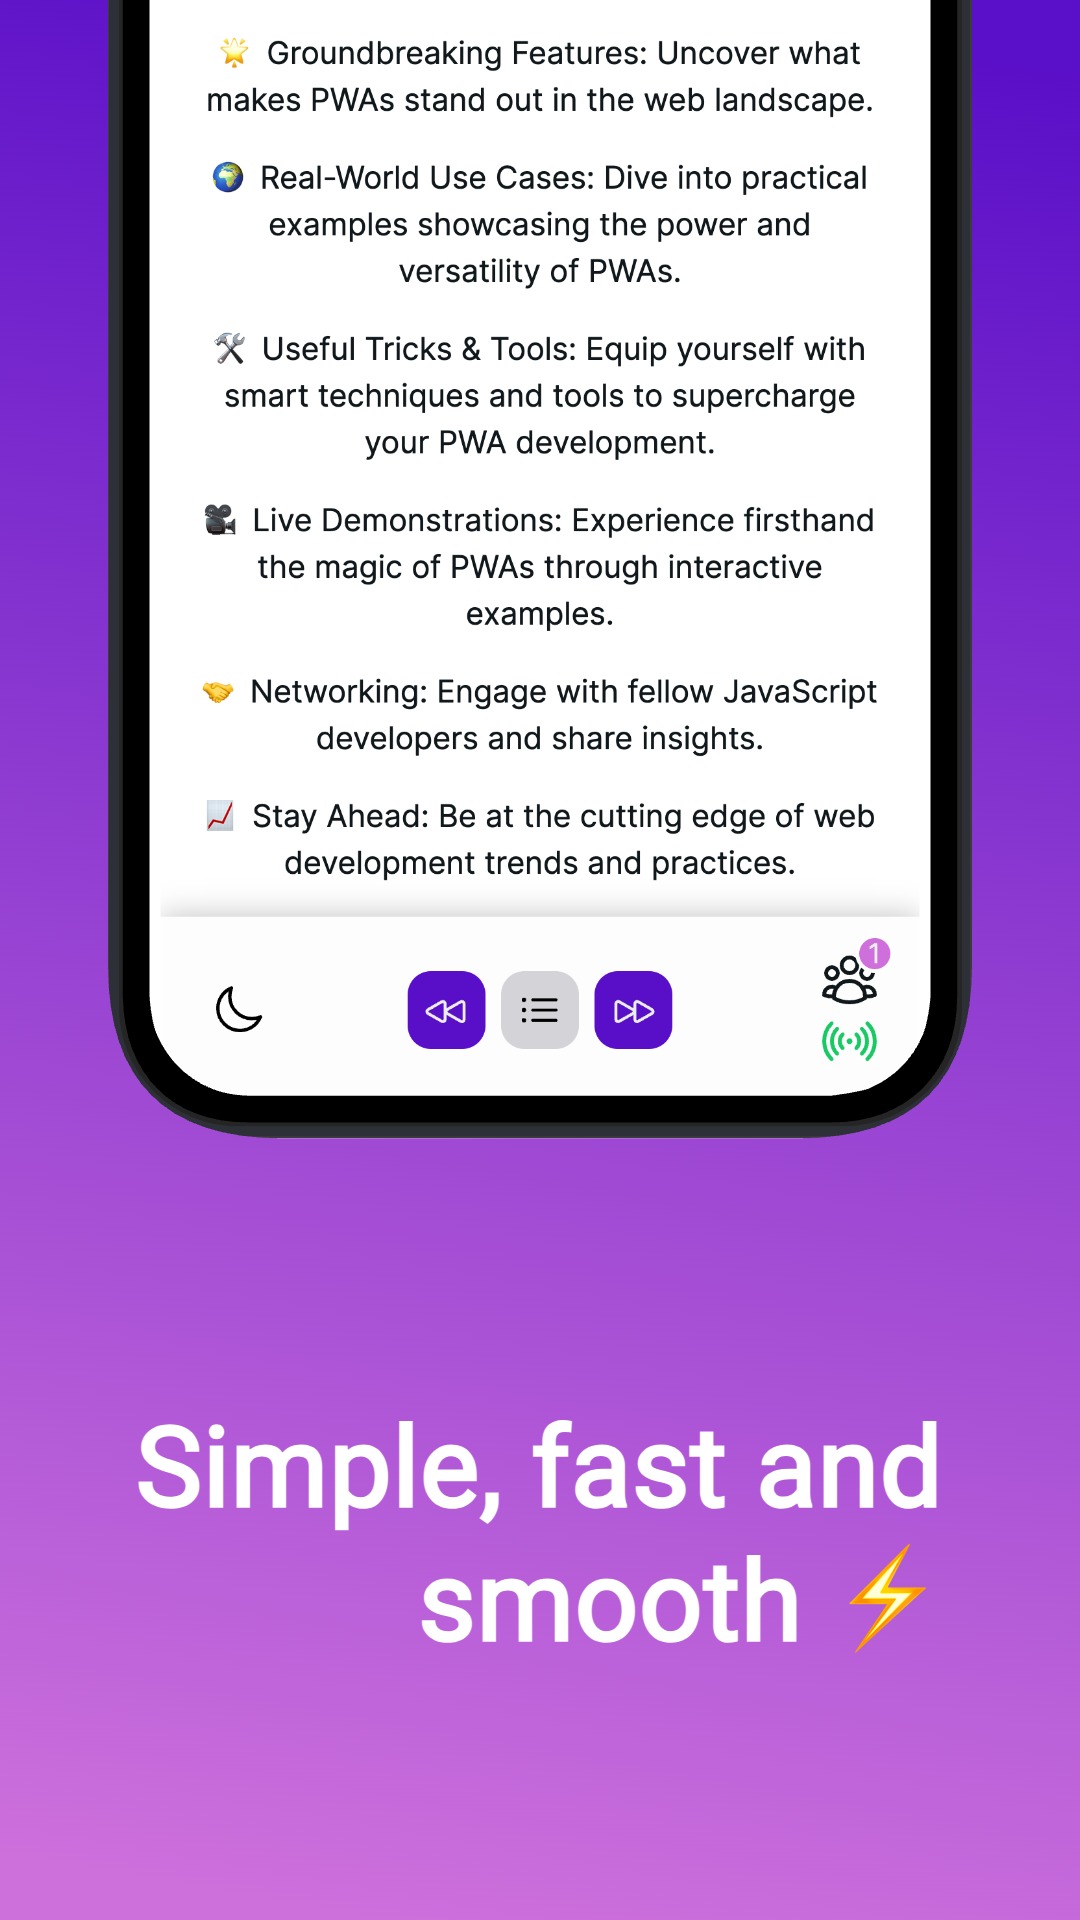 🌟 Groundbreaking Features: Uncover what
makes PWAs stand out in the web landscape.
🌍 Real-World Use Cases: Dive into practical
examples showcasing the power and
versatility of PWAs.
🛠️ Useful Tricks & Tools: Equip yourself with
smart techniques and tools to supercharge
your PWA development.
🎥 Live Demonstrations: Experience firsthand
the magic of PWAs through interactive
examples.
🤝 Networking: Engage with fellow JavaScript
developers and share insights.
📈 Stay Ahead: Be at the cutting edge of web
development trends and practices.
1
Simple, fast and
smooth ⚡